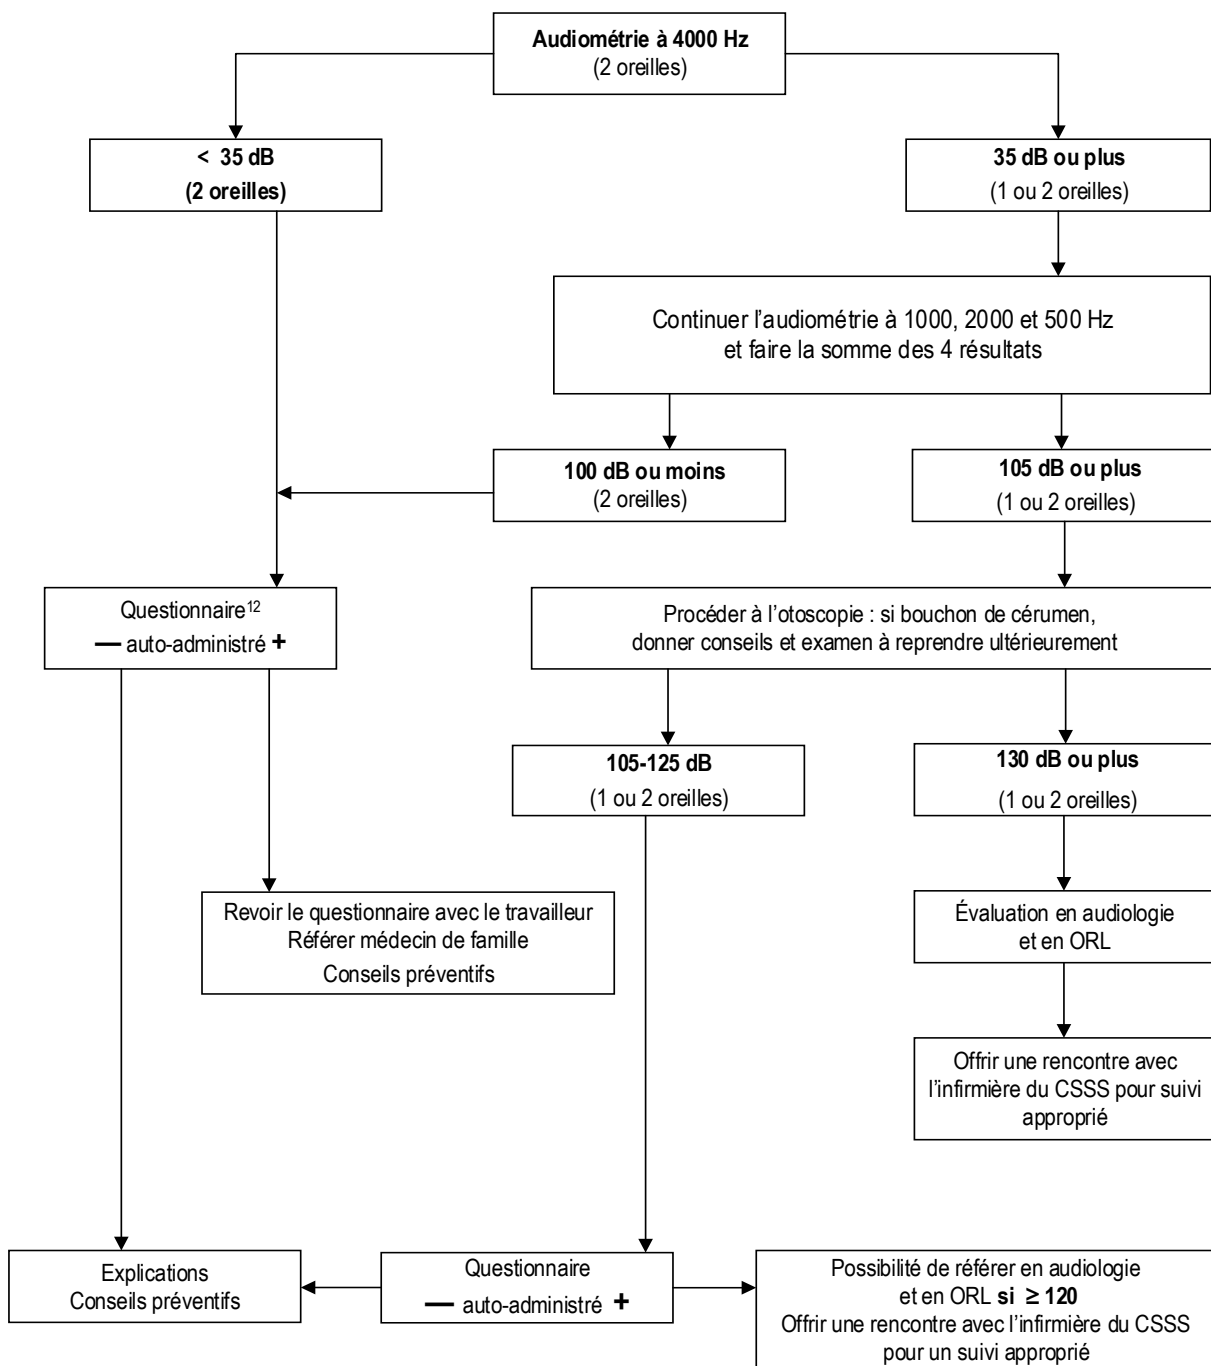 Audiométrie à 4000 Hz
(2 oreilles)
< 35 dB
(2 oreilles)
35 dB ou plus
(1 ou 2 oreilles)
Continuer l'audiométrie à 1000, 2000 et 500 Hz
et faire la somme des 4 résultats
100 dB ou moins
(2 oreilles)
105 dB ou plus
(1 ou 2 oreilles)
Questionnaire12
— auto-administré +
Procéder à l'otoscopie : si bouchon de cérumen,
donner conseils et examen à reprendre ultérieurement
105-125 dB
(1 ou 2 oreilles)
130 dB ou plus
(1 ou 2 oreilles)
Revoir le questionnaire avec le travailleur
Référer médecin de famille
Conseils préventifs
Évaluation en audiologie
et en ORL
Offrir une rencontre avec
l'infirmière du CSSS pour suivi
approprié
Explications
Conseils préventifs
Questionnaire
— auto-administré +
Possibilité de référer en audiologie
et en ORL si ≥ 120
Offrir une rencontre avec l'infirmière du CSSS
pour un suivi approprié